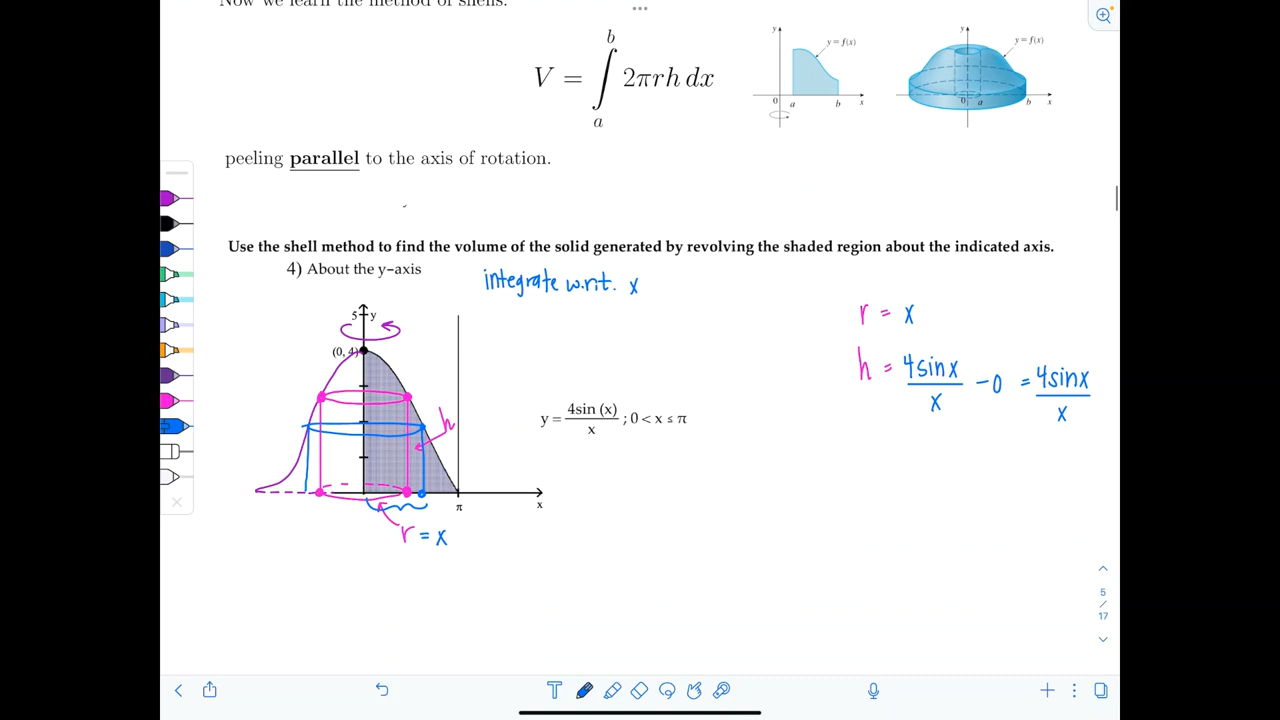 Now we learn the method of shells.
V = ∫_a^b 2πrh dx
y
y = f(x)
0 a b x
y
y = f(x)
0 a b x
peeling parallel to the axis of rotation.
Use the shell method to find the volume of the solid generated by revolving the shaded region about the indicated axis.
4) About the y-axis
integrate w.r.t. x
r = x
h = 4sinx/x - 0 = 4sinx/x
5 y
(0, 4)
h
y = 4sin (x)/x ; 0 < x ≤ π
π x
r = x
5
/
17
T